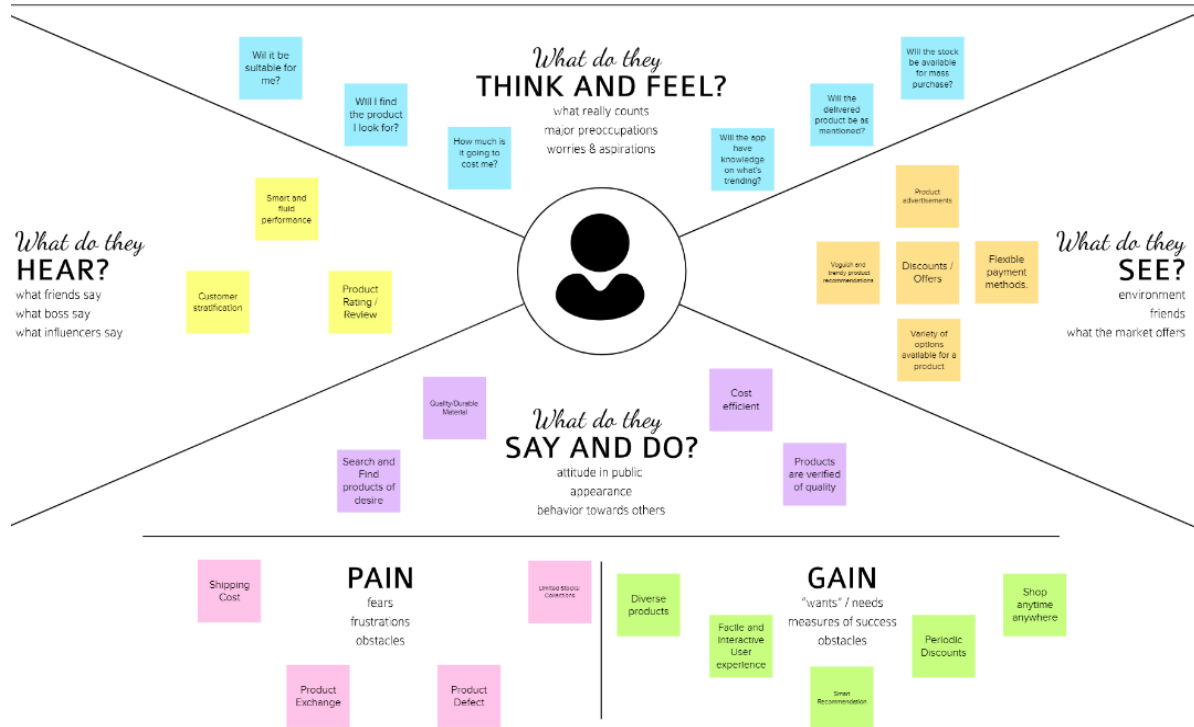 What do they
THINK AND FEEL?
what really counts
major preoccupations
worries & aspirations
Wil it be
suitable for
me?
Will I find
the product
I look for?
How much is
it going to
cost me?
Will the app
have
knowledge
on what's
trending?
Will the
delivered
product be as
mentioned?
Will the stock
be available
for mass
purchase?
What do they
HEAR?
what friends say
what boss say
what influencers say
Smart and
fluid
performance
Customer
stratification
Product
Rating /
Review
What do they
SEE?
environment
friends
what the market offers
Product
advertisements
Voguish and
trendy product
recommendations
Discounts /
Offers
Flexible
payment
methods.
Variety of
options
available for a
product
What do they
SAY AND DO?
attitude in public
appearance
behavior towards others
Quality/Durable
Material
Search and
Find
products of
desire
Cost
efficient
Products
are verified
of quality
PAIN
fears
frustrations
obstacles
Shipping
Cost
Limited Stocks/
Collections
Product
Exchange
Product
Defect
GAIN
"wants" / needs
measures of success
obstacles
Diverse
products
Facile and
Interactive
User
experience
Smart
Recommendation
Periodic
Discounts
Shop
anytime
anywhere